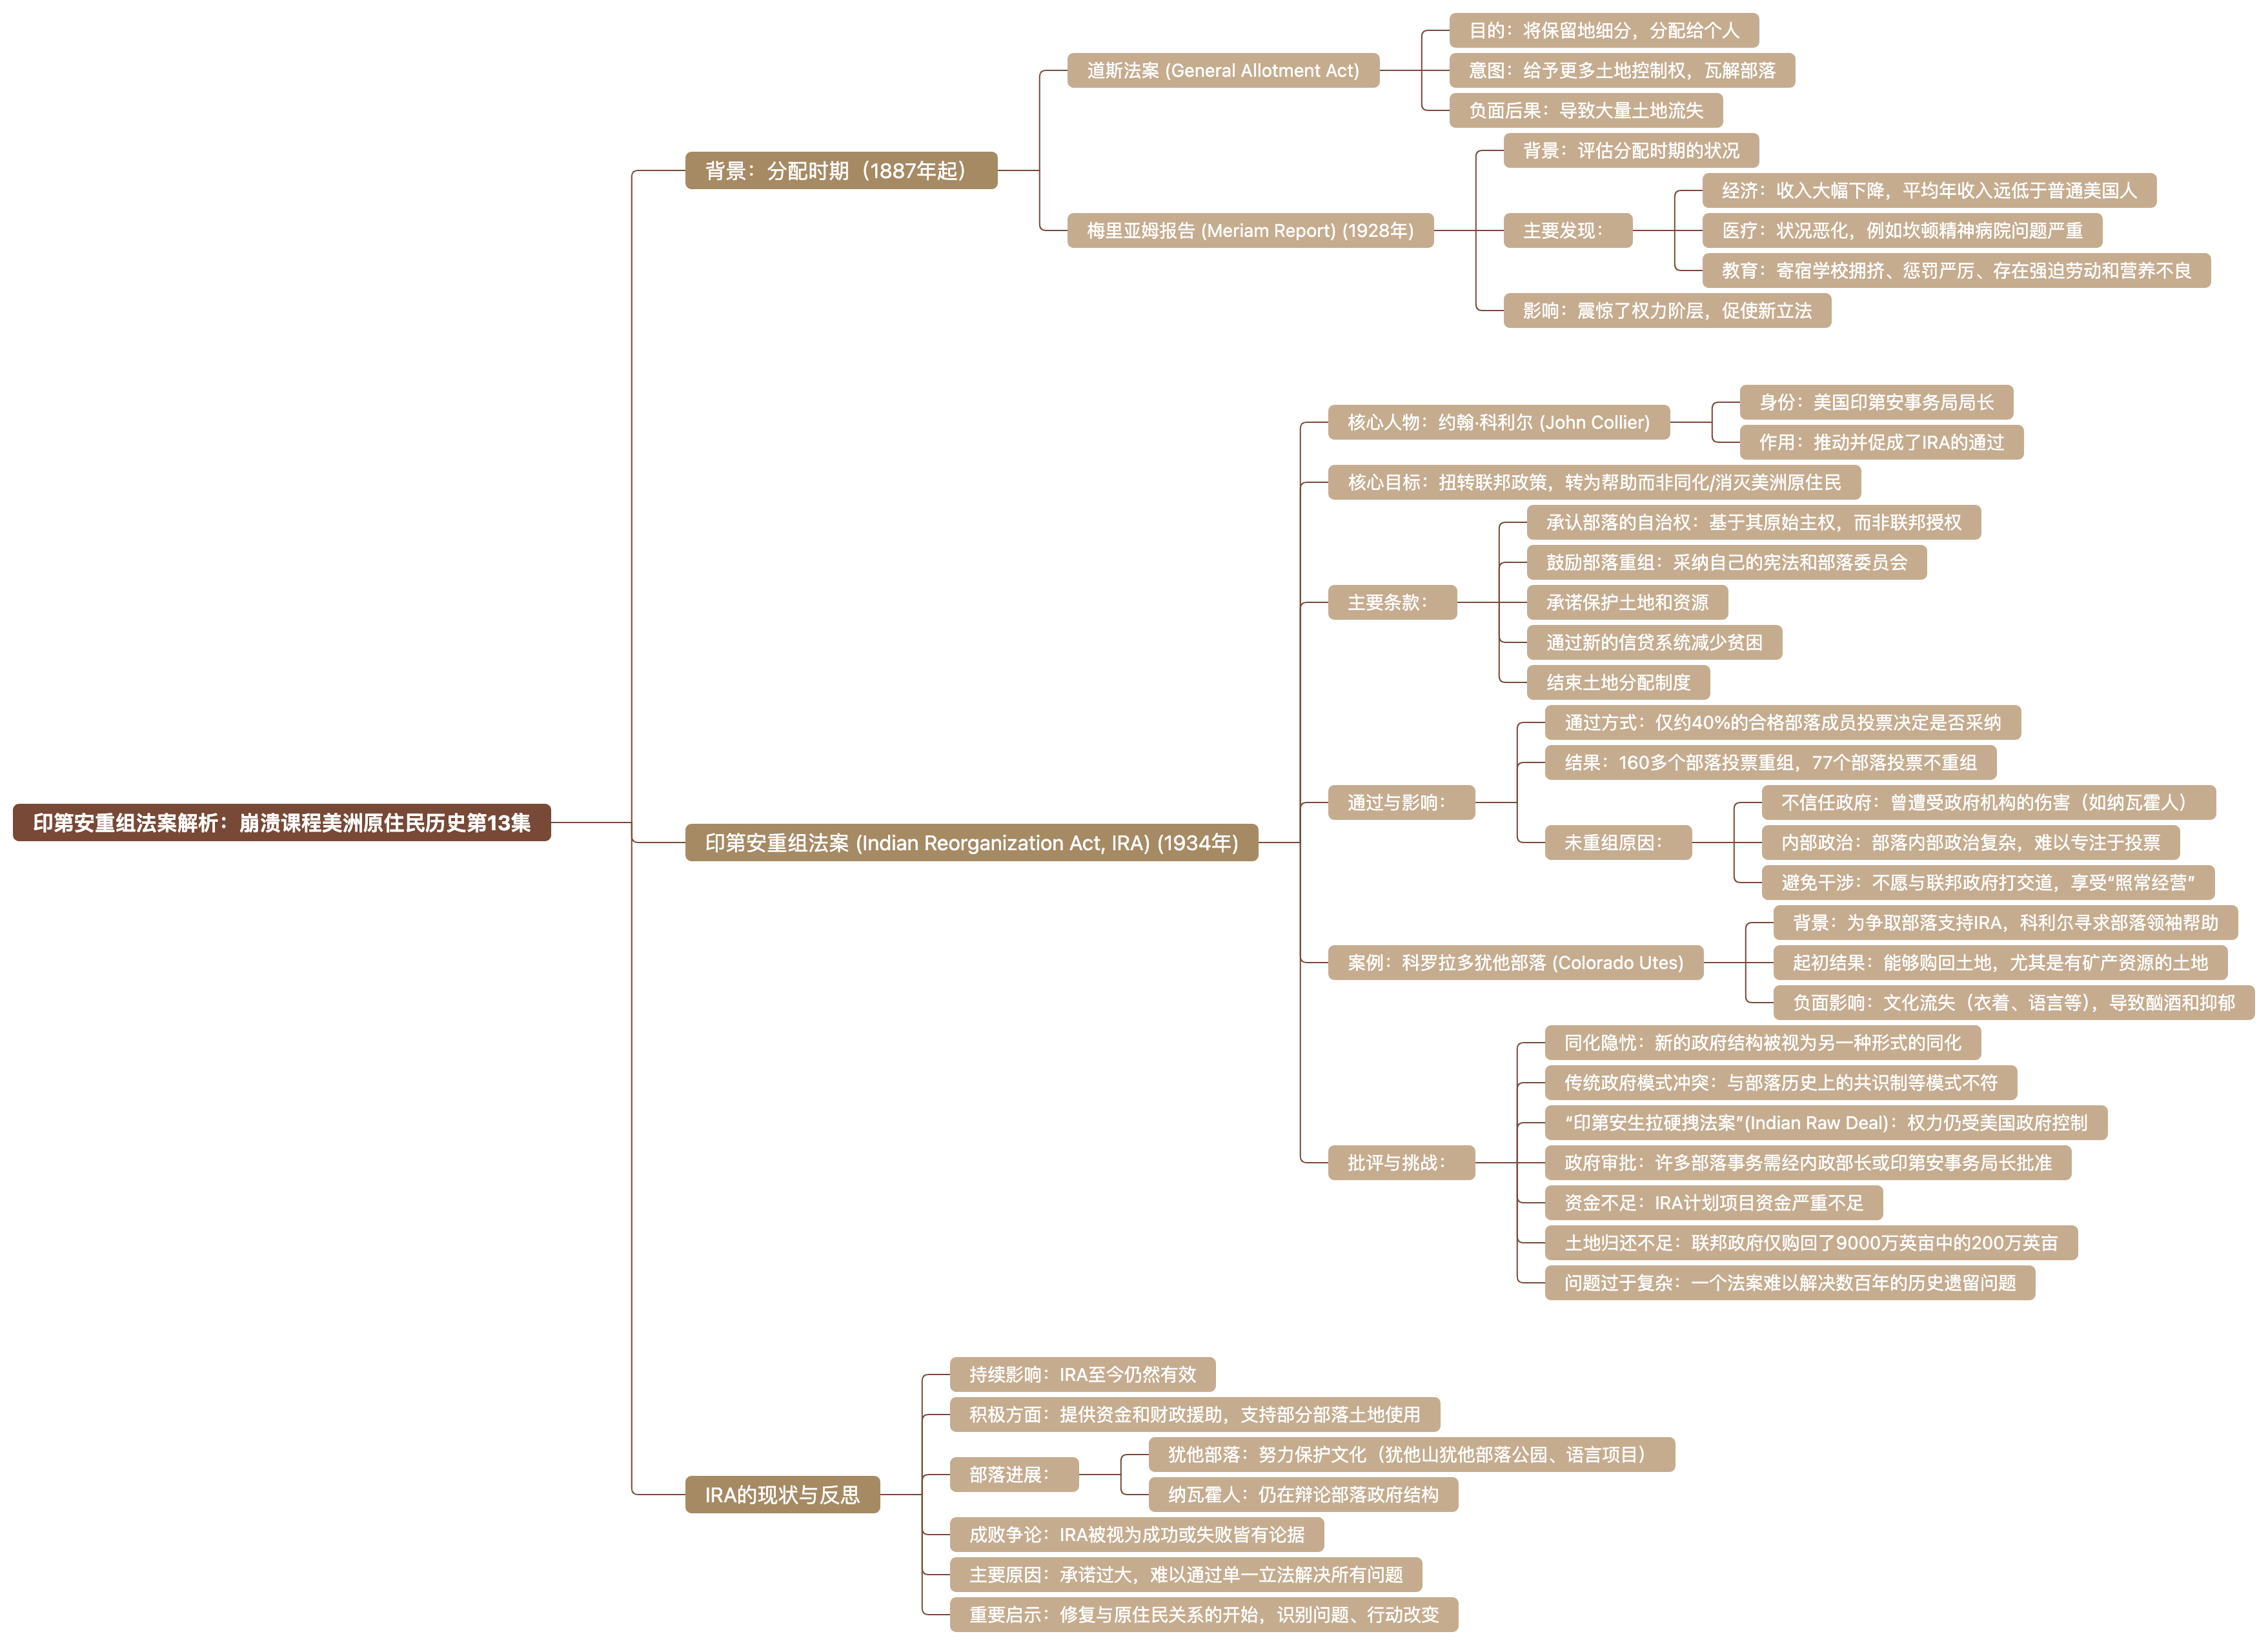 印第安重组法案解析：崩溃课程美洲原住民历史第13集
背景：分配时期（1887年起）
道斯法案 (General Allotment Act)
目的：将保留地细分，分配给个人
意图：给予更多土地控制权，瓦解部落
负面后果：导致大量土地流失
梅里亚姆报告 (Meriam Report) (1928年)
背景：评估分配时期的状况
主要发现：
经济：收入大幅下降，平均年收入远低于普通美国人
医疗：状况恶化，例如坎顿精神病院问题严重
教育：寄宿学校拥挤、惩罚严厉、存在强迫劳动和营养不良
影响：震惊了权力阶层，促使新立法
印第安重组法案 (Indian Reorganization Act, IRA) (1934年)
核心人物：约翰·科利尔 (John Collier)
身份：美国印第安事务局局长
作用：推动并促成了IRA的通过
核心目标：扭转联邦政策，转为帮助而非同化/消灭美洲原住民
主要条款：
承认部落的自治权：基于其原始主权，而非联邦授权
鼓励部落重组：采纳自己的宪法和部落委员会
承诺保护土地和资源
通过新的信贷系统减少贫困
结束土地分配制度
通过与影响：
通过方式：仅约40%的合格部落成员投票决定是否采纳
结果：160多个部落投票重组，77个部落投票不重组
未重组原因：
不信任政府：曾遭受政府机构的伤害（如纳瓦霍人）
内部政治：部落内部政治复杂，难以专注于投票
避免干涉：不愿与联邦政府打交道，享受“照常经营”
案例：科罗拉多犹他部落 (Colorado Utes)
背景：为争取部落支持IRA，科利尔寻求部落领袖帮助
起初结果：能够购回土地，尤其是有矿产资源的土地
负面影响：文化流失（衣着、语言等），导致酗酒和抑郁
批评与挑战：
同化隐忧：新的政府结构被视为另一种形式的同化
传统政府模式冲突：与部落历史上的共识制等模式不符
“印第安生拉硬拽法案”(Indian Raw Deal)：权力仍受美国政府控制
政府审批：许多部落事务需经内政部长或印第安事务局长批准
资金不足：IRA计划项目资金严重不足
土地归还不足：联邦政府仅购回了9000万英亩中的200万英亩
问题过于复杂：一个法案难以解决数百年的历史遗留问题
IRA的现状与反思
持续影响：IRA至今仍然有效
积极方面：提供资金和财政援助，支持部分部落土地使用
部落进展：
犹他部落：努力保护文化（犹他山犹他部落公园、语言项目）
纳瓦霍人：仍在辩论部落政府结构
成败争论：IRA被视为成功或失败皆有论据
主要原因：承诺过大，难以通过单一立法解决所有问题
重要启示：修复与原住民关系的开始，识别问题、行动改变